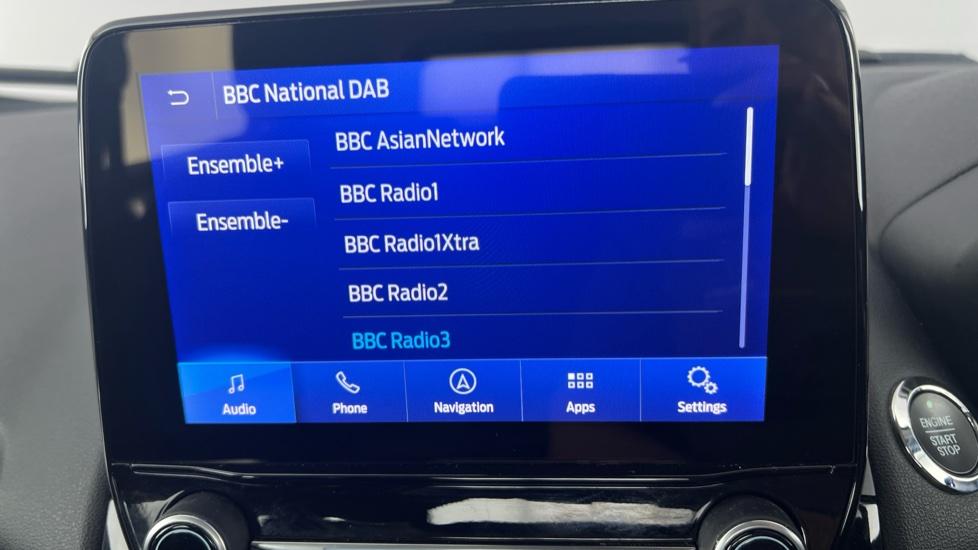 BBC National DAB
Ensemble+
Ensemble-
BBC AsianNetwork
BBC Radio1
BBC Radio1Xtra
BBC Radio2
BBC Radio3
Audio
Phone
Navigation
Apps
Settings
ENGINE
START
STOP